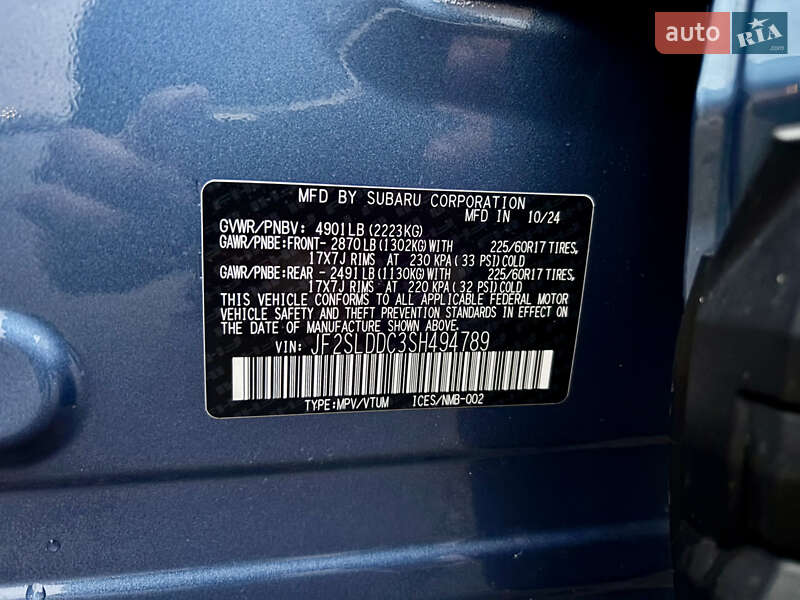 auto RIA.com
MFD BY SUBARU CORPORATION
MFD IN 10/24
GVWR/PNBV: 4901LB(2223KG)
GAWR/PNBE:FRONT- 2870LB(1302KG)WITH 225/60R17 TIRES,
17X7J RIMS AT 230 KPA(33 PSI)COLD
GAWR/PNBE:REAR - 2491LB(1130KG)WITH 225/60R17 TIRES,
17X7J RIMS AT 220 KPA(32 PSI)COLD
THIS VEHICLE CONFORMS TO ALL APPLICABLE FEDERAL MOTOR
VEHICLE SAFETY AND THEFT PREVENTION STANDARDS IN EFFECT ON
THE DATE OF MANUFACTURE SHOWN ABOVE.
VIN: JF2SLDDC3SH494789
TYPE:MPV/VTUM ICES/NMB-002